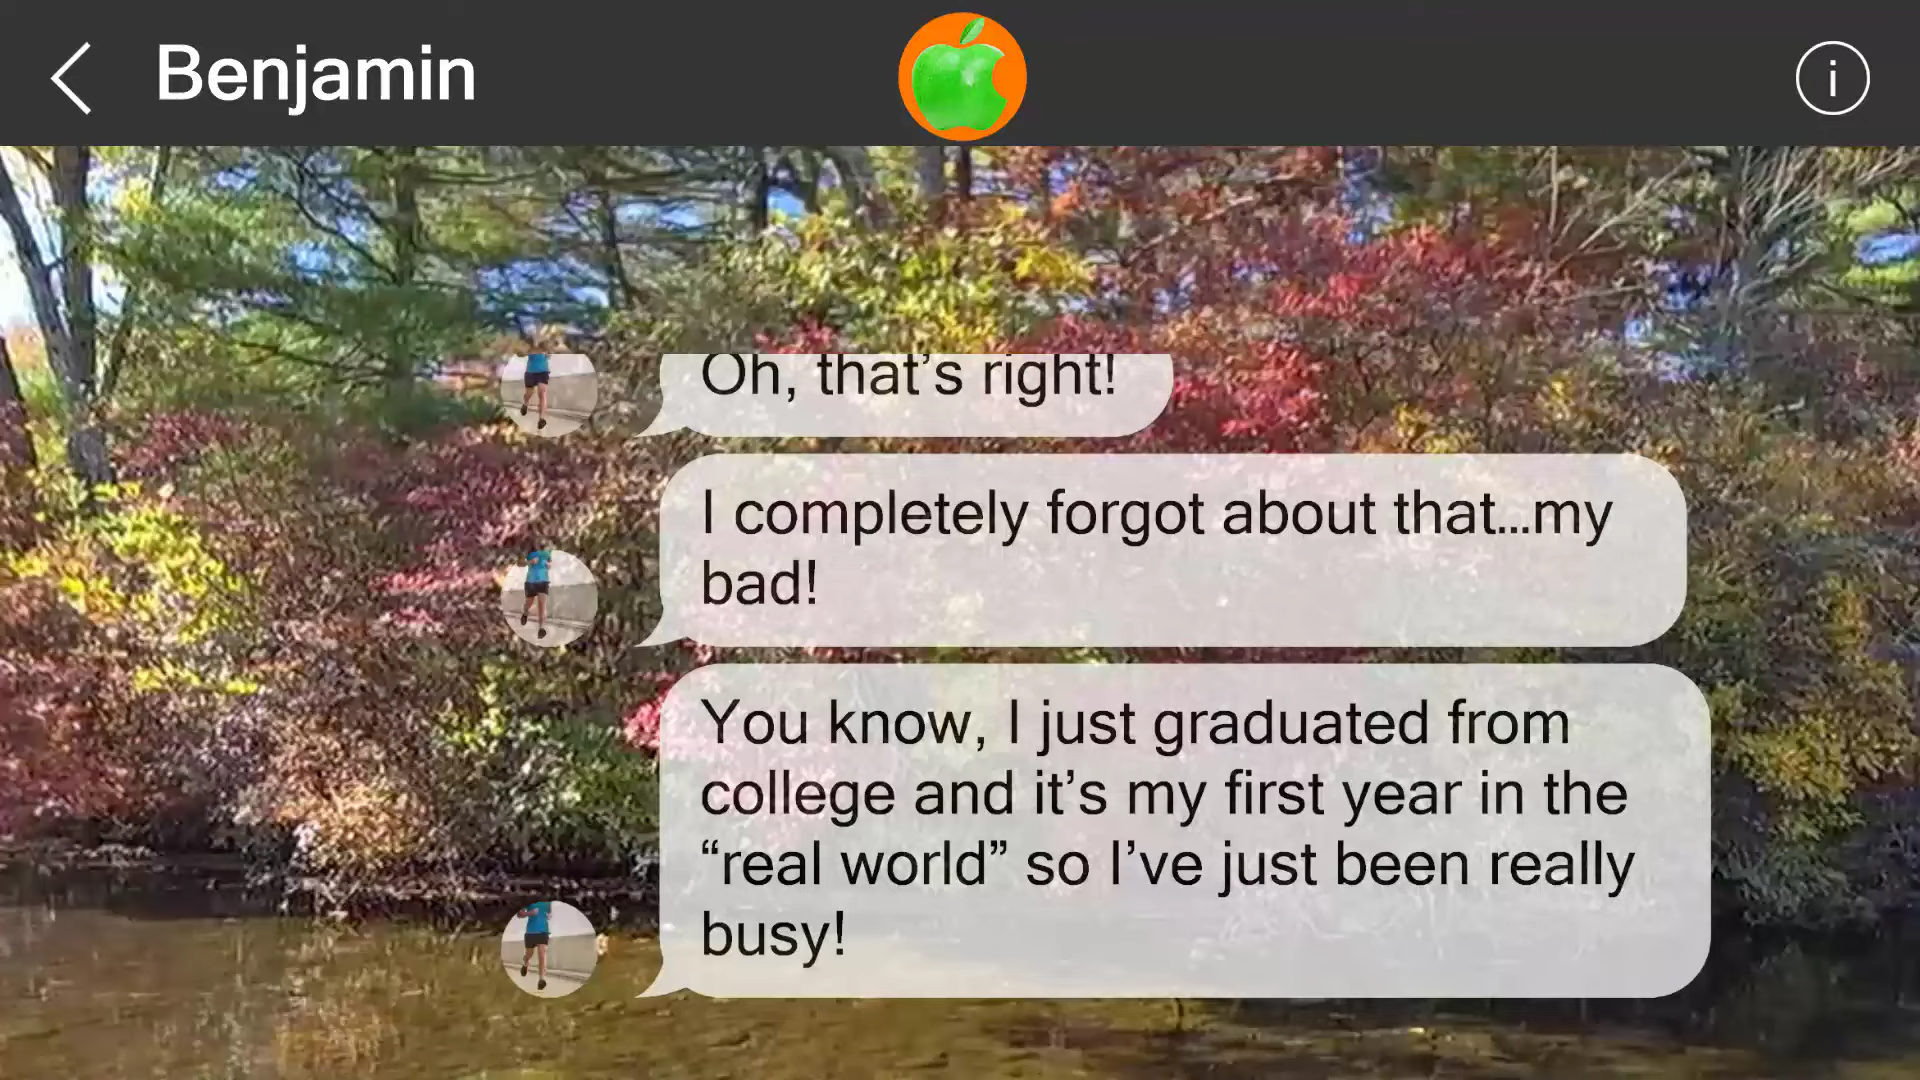 Benjamin
i
Oh, that’s right!
I completely forgot about that...my
bad!
You know, I just graduated from
college and it’s my first year in the
“real world” so I’ve just been really
busy!